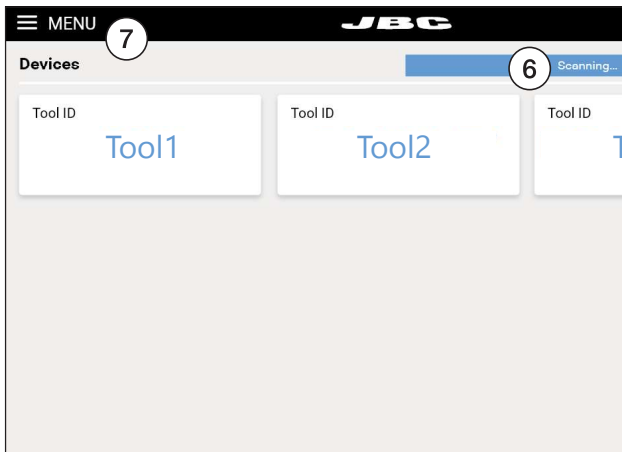 MENU
7
JBC
Devices
6
Scanning...
Tool ID
Tool1
Tool ID
Tool2
Tool ID